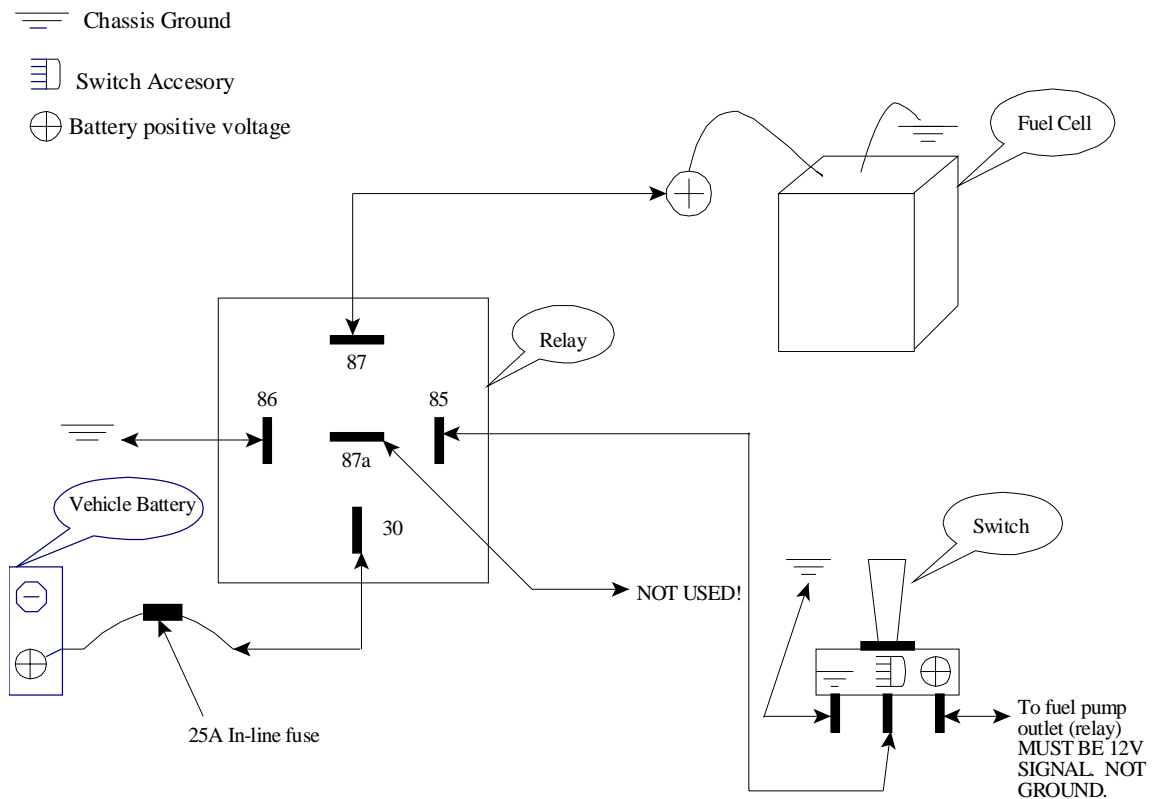 Chassis Ground
Switch Accesory
Battery positive voltage
Fuel Cell
Relay
87
86
85
87a
Vehicle Battery
30
Switch
NOT USED!
25A In-line fuse
To fuel pump
outlet (relay)
MUST BE 12V
SIGNAL. NOT
GROUND.